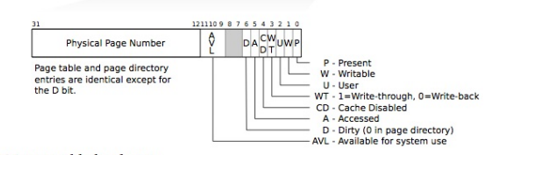 31 12 11 10 9 8 7 6 5 4 3 2 1 0
Physical Page Number
A
V
L
D A C D W T U W P
Page table and page directory
entries are identical except for
the D bit.
P - Present
W - Writable
U - User
WT - 1=Write-through, 0=Write-back
CD - Cache Disabled
A - Accessed
D - Dirty (0 in page directory)
AVL - Available for system use